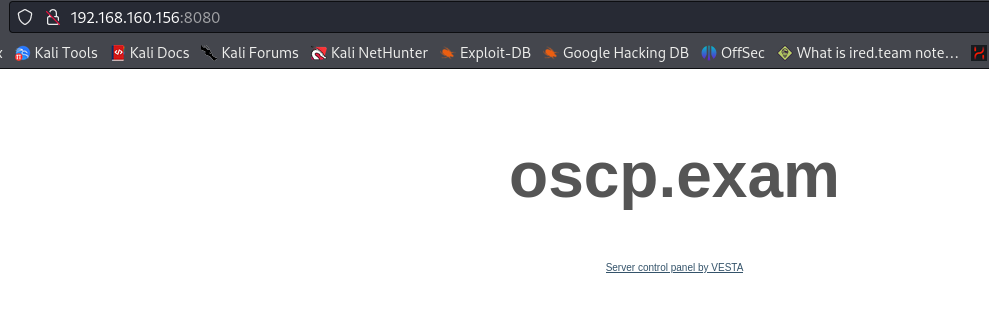 192.168.160.156:8080
Kali Tools Kali Docs Kali Forums Kali NetHunter Exploit-DB Google Hacking DB OffSec What is ired.team note…
oscp.exam
Server control panel by VESTA